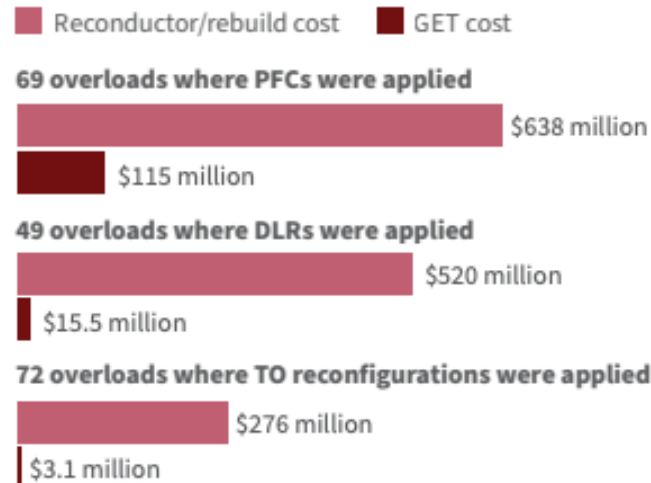 Reconductor/rebuild cost GET cost
69 overloads where PFCs were applied
$638 million
$115 million
49 overloads where DLRs were applied
$520 million
$15.5 million
72 overloads where TO reconfigurations were applied
$276 million
$3.1 million